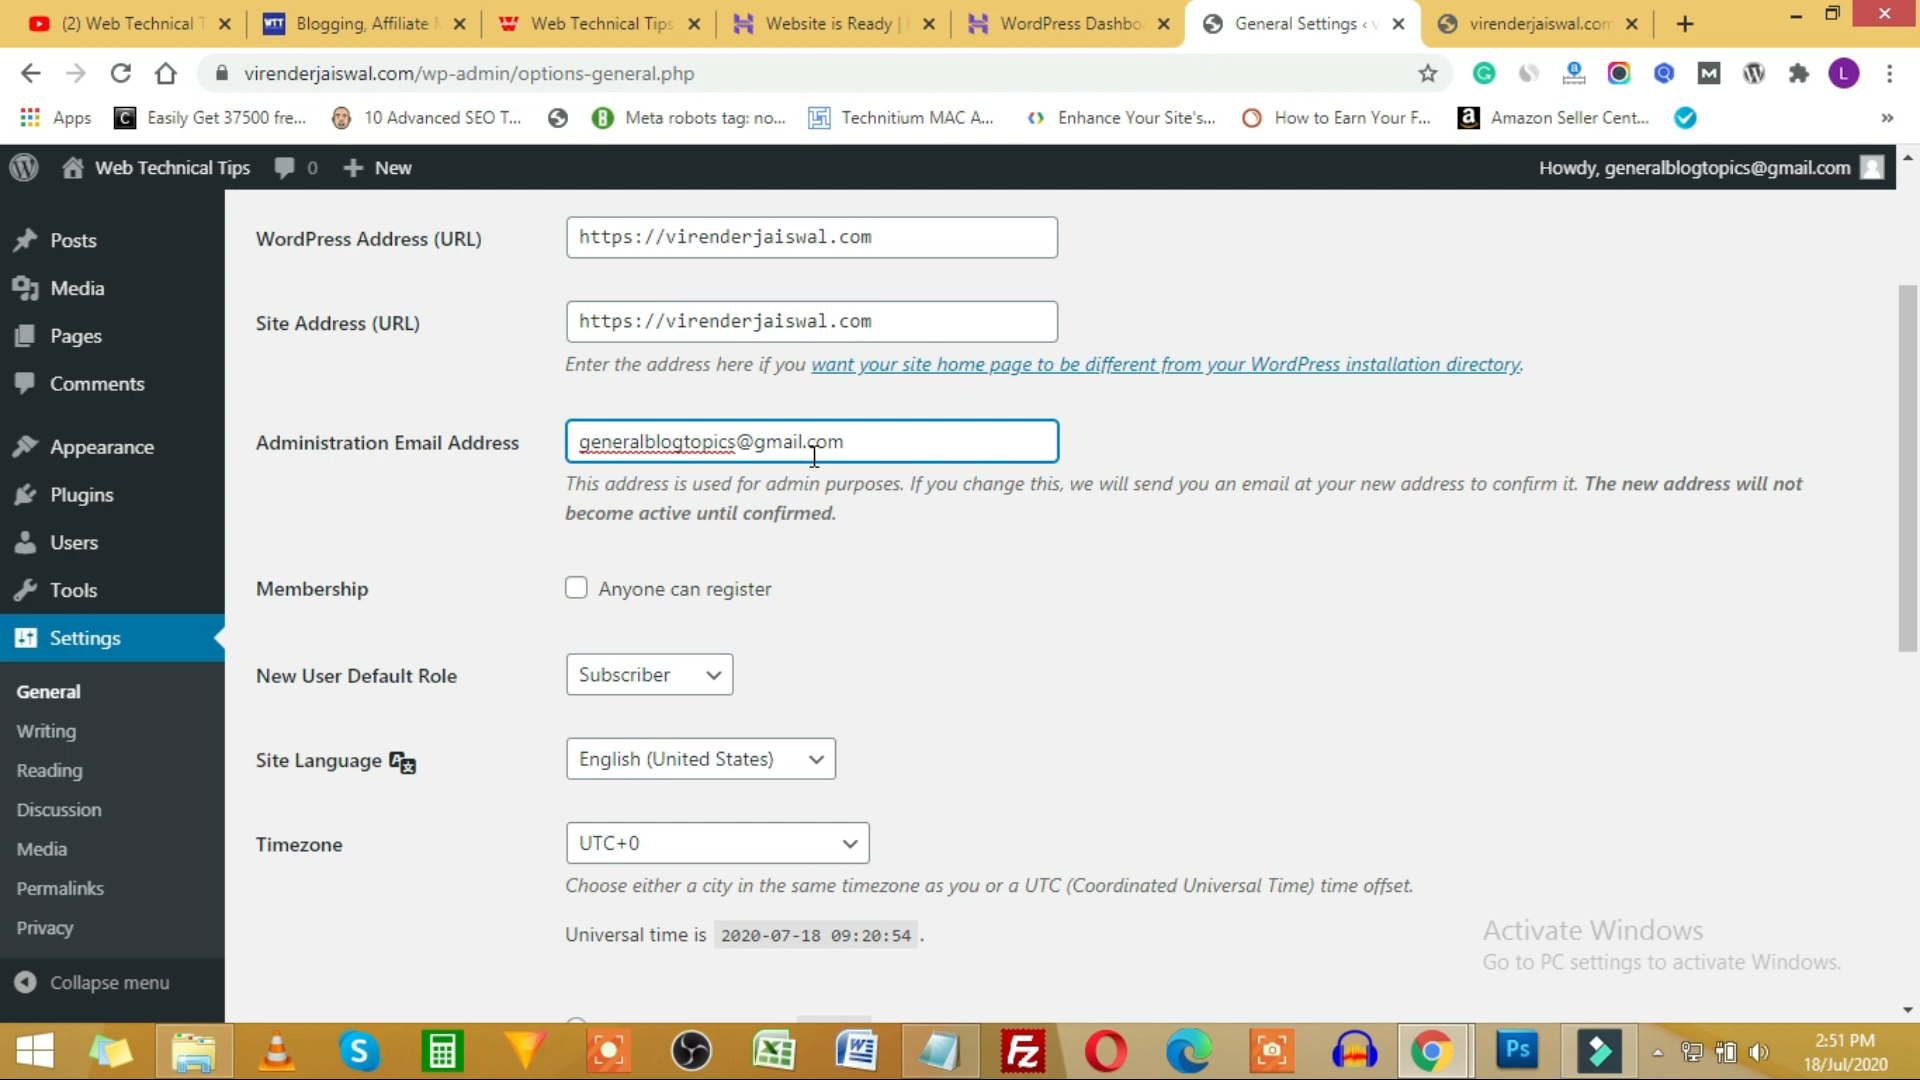 (2) Web Technical T
Blogging, Affiliate M
Web Technical Tips
Website is Ready |
WordPress Dashbo
General Settings ‹
virenderjaiswal.com
virenderjaiswal.com/wp-admin/options-general.php
Apps
Easily Get 37500 fre...
10 Advanced SEO T...
Meta robots tag: no...
Technitium MAC A...
Enhance Your Site's...
How to Earn Your F...
Amazon Seller Cent...
»
Web Technical Tips
0
New
Howdy, generalblogtopics@gmail.com
Posts
Media
Pages
Comments
Appearance
Plugins
Users
Tools
Settings
General
Writing
Reading
Discussion
Media
Permalinks
Privacy
Collapse menu
WordPress Address (URL)
https://virenderjaiswal.com
Site Address (URL)
https://virenderjaiswal.com
Enter the address here if you want your site home page to be different from your WordPress installation directory.
Administration Email Address
generalblogtopics@gmail.com
This address is used for admin purposes. If you change this, we will send you an email at your new address to confirm it. The new address will not
become active until confirmed.
Membership
Anyone can register
New User Default Role
Subscriber
Site Language
English (United States)
Timezone
UTC+0
Choose either a city in the same timezone as you or a UTC (Coordinated Universal Time) time offset.
Universal time is 2020-07-18 09:20:54 .
Activate Windows
Go to PC settings to activate Windows.
2:51 PM
18/Jul/2020